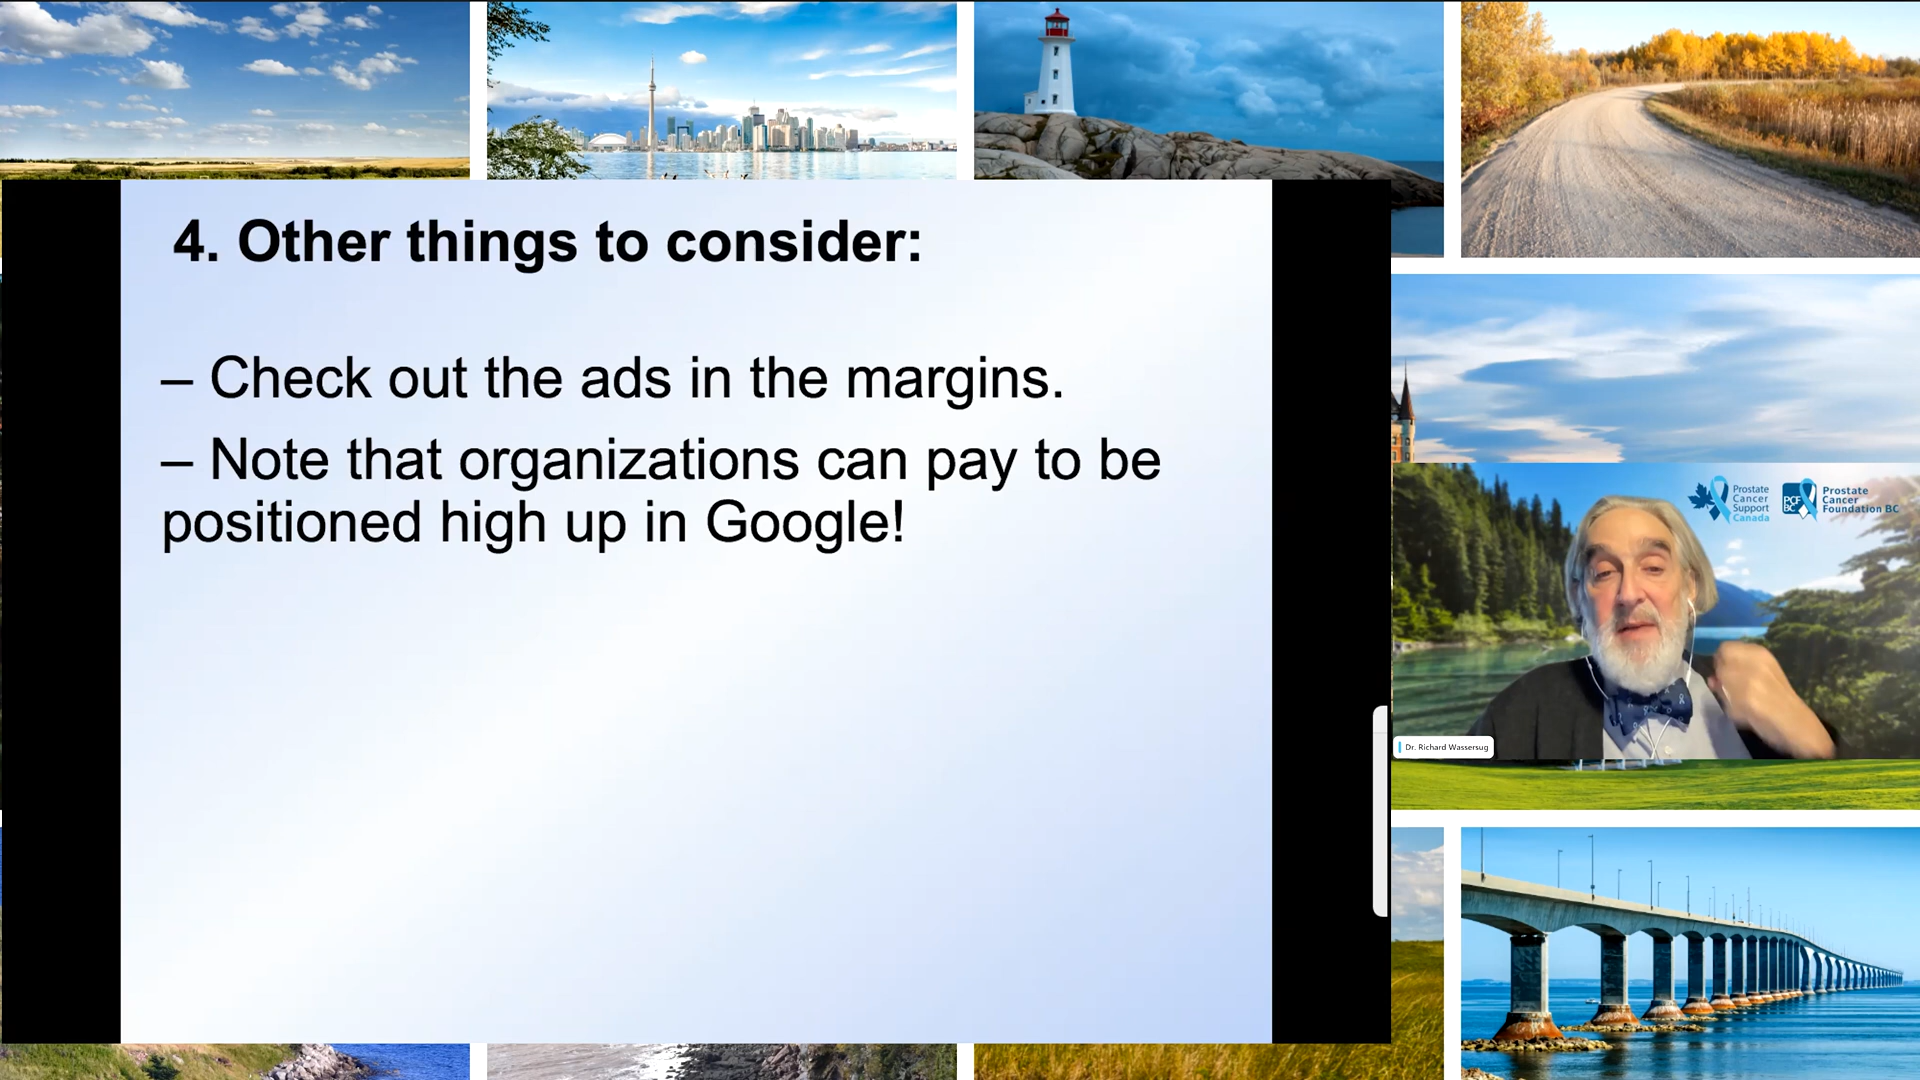 4. Other things to consider:
– Check out the ads in the margins.
– Note that organizations can pay to be
positioned high up in Google!
Prostate
Cancer
Support
Canada
PCF
BC
Prostate
Cancer
Foundation BC
Dr. Richard Wassersug